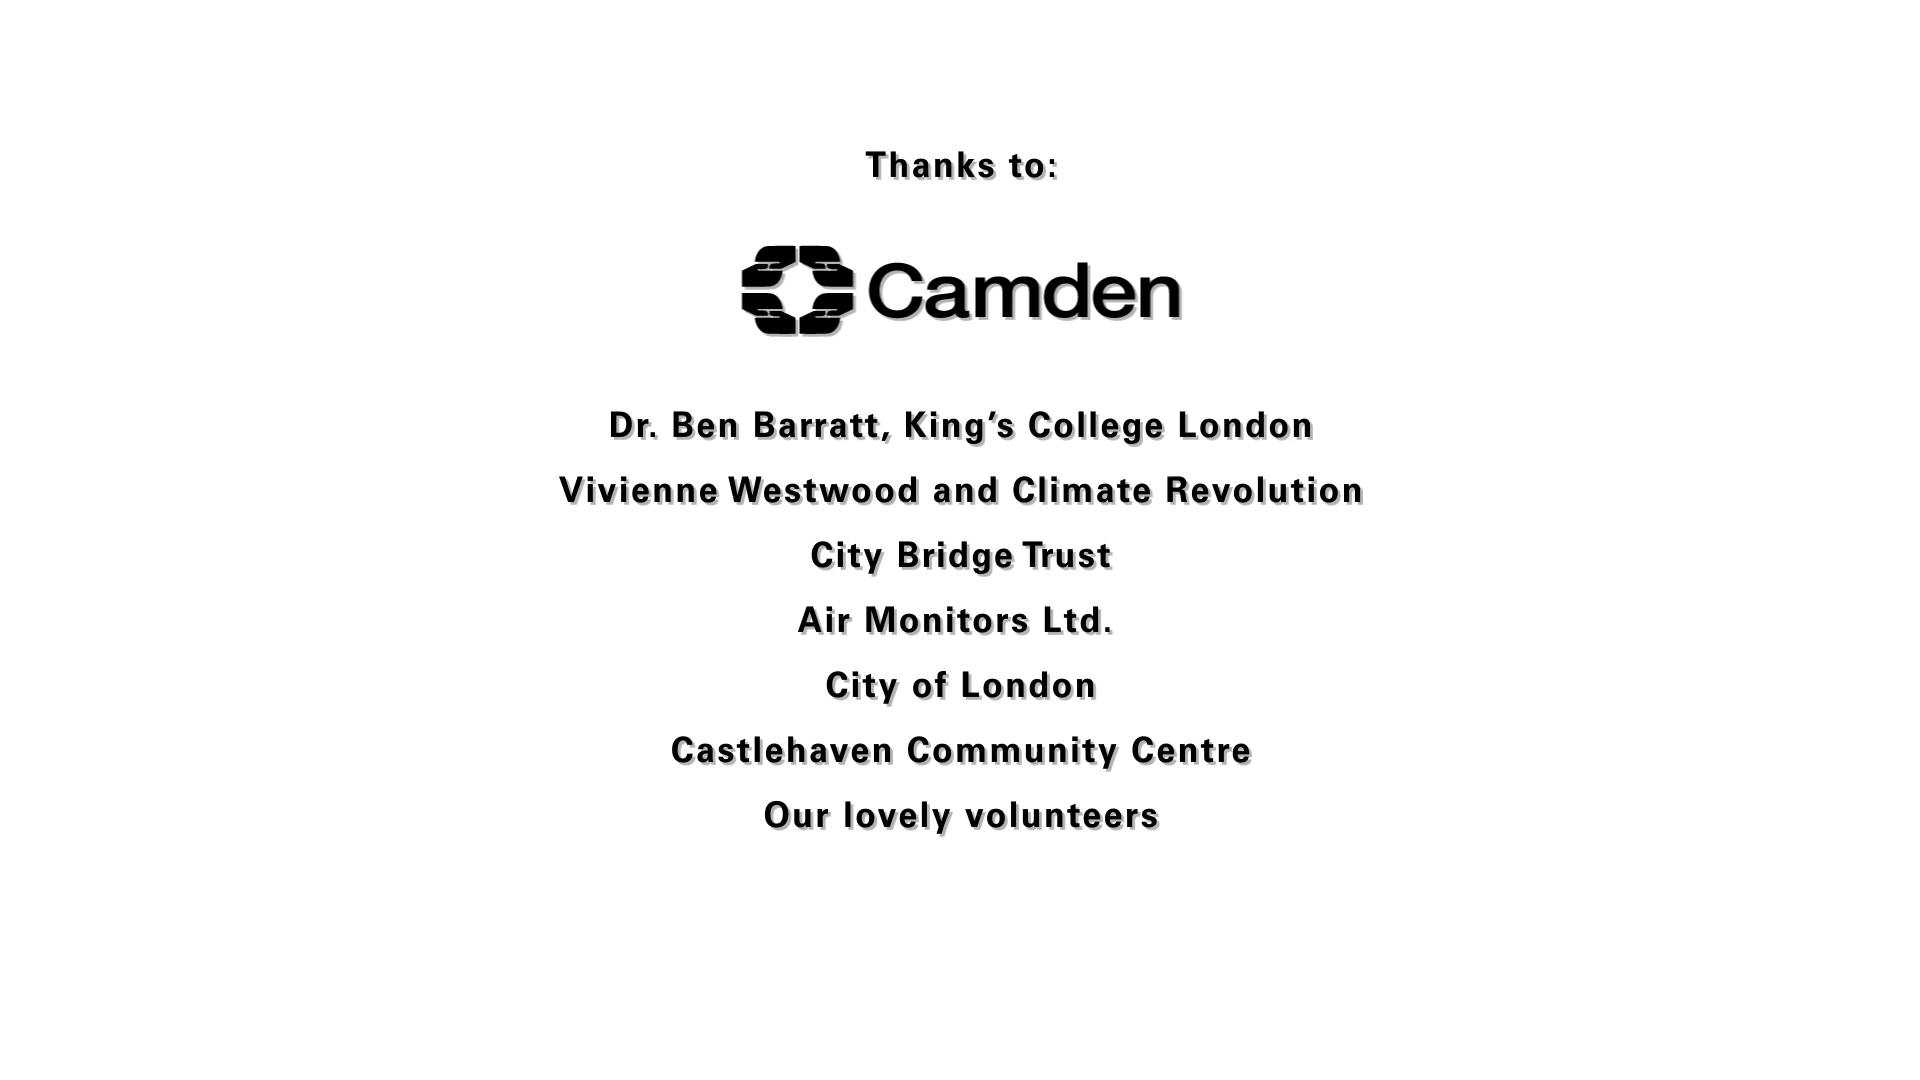 Thanks to:
Camden
Dr. Ben Barratt, King’s College London
Vivienne Westwood and Climate Revolution
City Bridge Trust
Air Monitors Ltd.
City of London
Castlehaven Community Centre
Our lovely volunteers